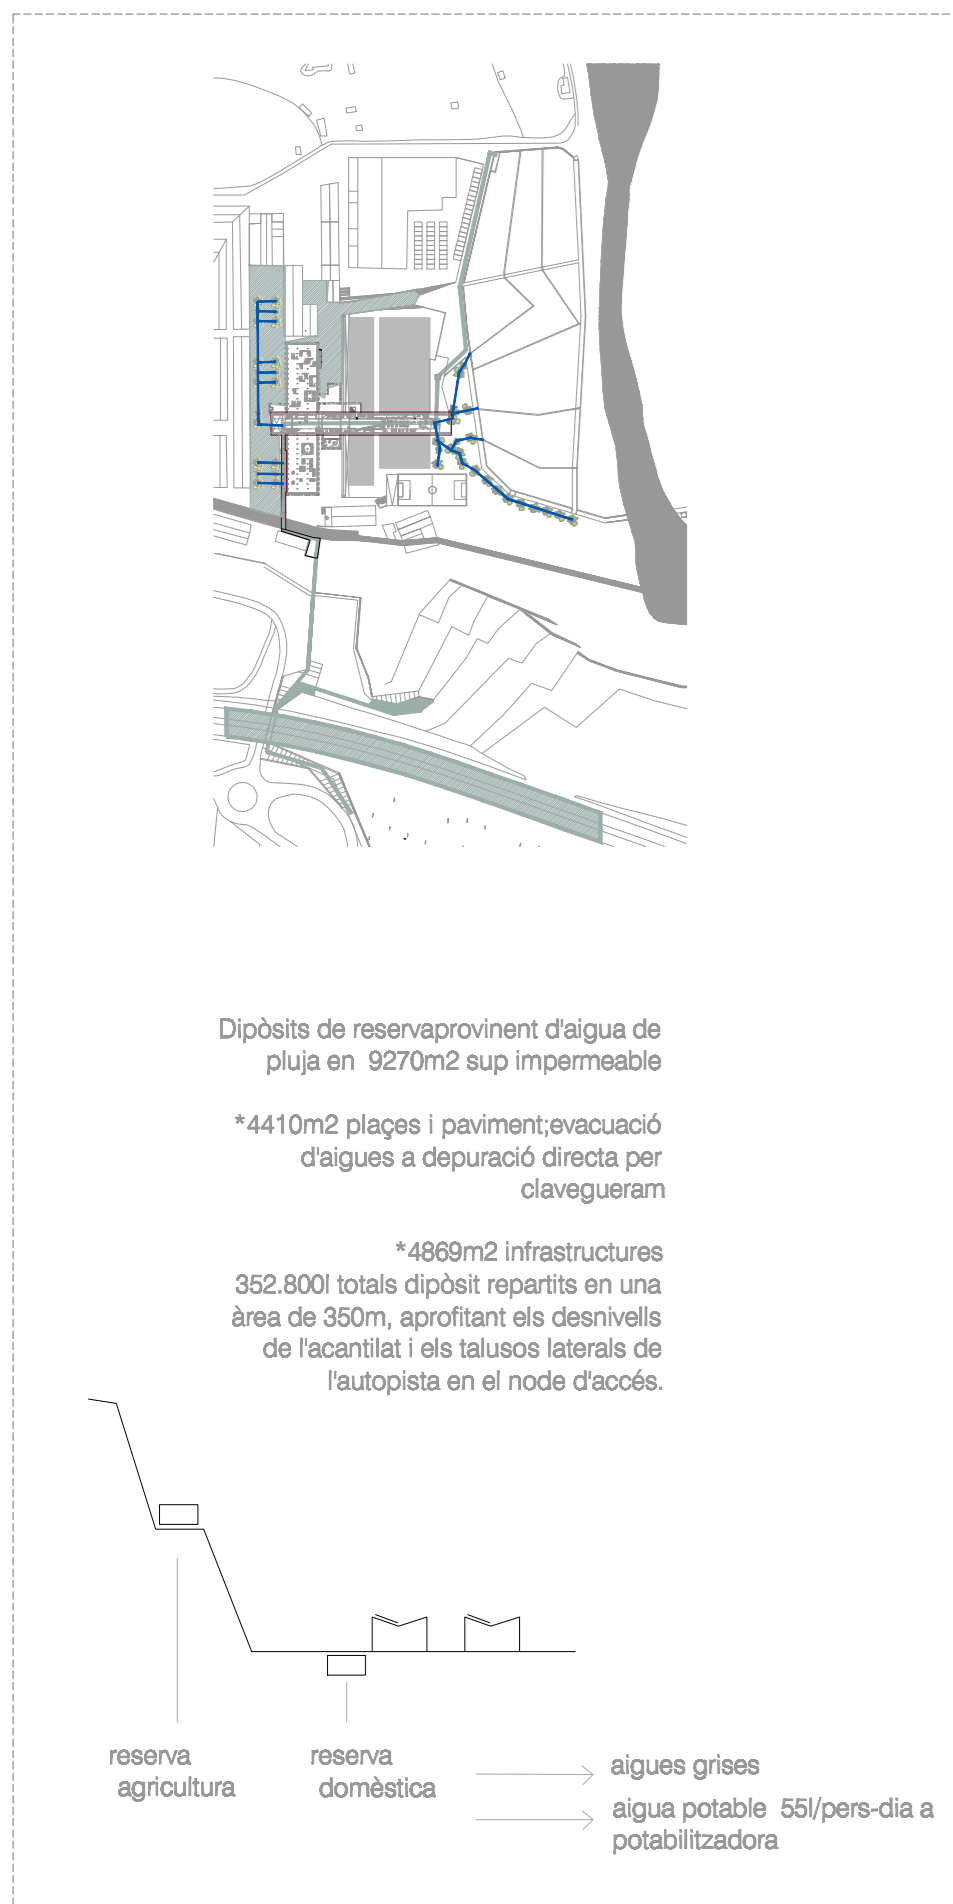 Dipòsits de reservaprovinent d'aigua de
pluja en 9270m2 sup impermeable
*4410m2 plaçes i paviment;evacuació
d'aigues a depuració directa per
clavegueram
*4869m2 infrastructures
352.800l totals dipòsit repartits en una
àrea de 350m, aprofitant els desnivells
de l'acantilat i els talusos laterals de
l'autopista en el node d'accés.
reserva
agricultura
reserva
domèstica
aigues grises
aigua potable 55l/pers-dia a
potabilitzadora